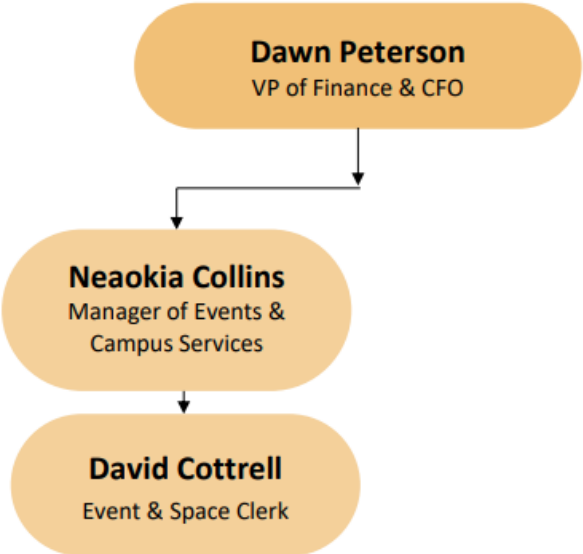 Dawn Peterson
VP of Finance & CFO
Neaokia Collins
Manager of Events &
Campus Services
David Cottrell
Event & Space Clerk